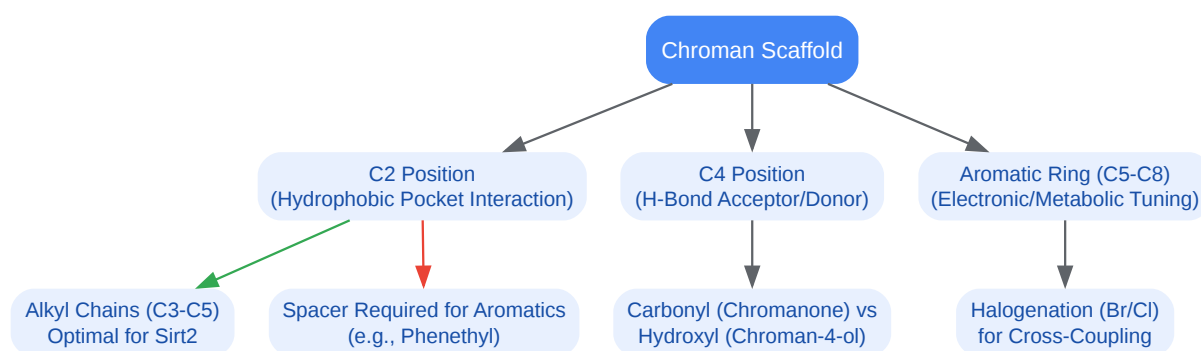 Chroman Scaffold
C2 Position
(Hydrophobic Pocket Interaction)
C4 Position
(H-Bond Acceptor/Donor)
Aromatic Ring (C5-C8)
(Electronic/Metabolic Tuning)
Alkyl Chains (C3-C5)
Optimal for Sirt2
Spacer Required for Aromatics
(e.g., Phenethyl)
Carbonyl (Chromanone) vs
Hydroxyl (Chroman-4-ol)
Halogenation (Br/Cl)
for Cross-Coupling